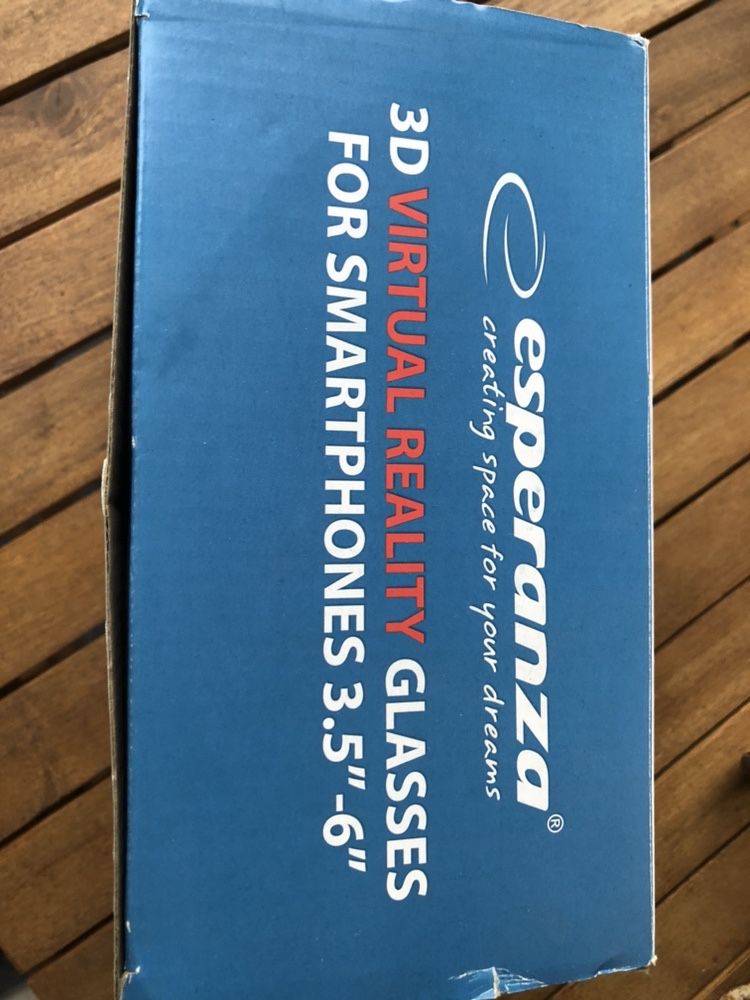 esperanza®
creating space for your dreams
3D VIRTUAL REALITY GLASSES
FOR SMARTPHONES 3.5"-6"